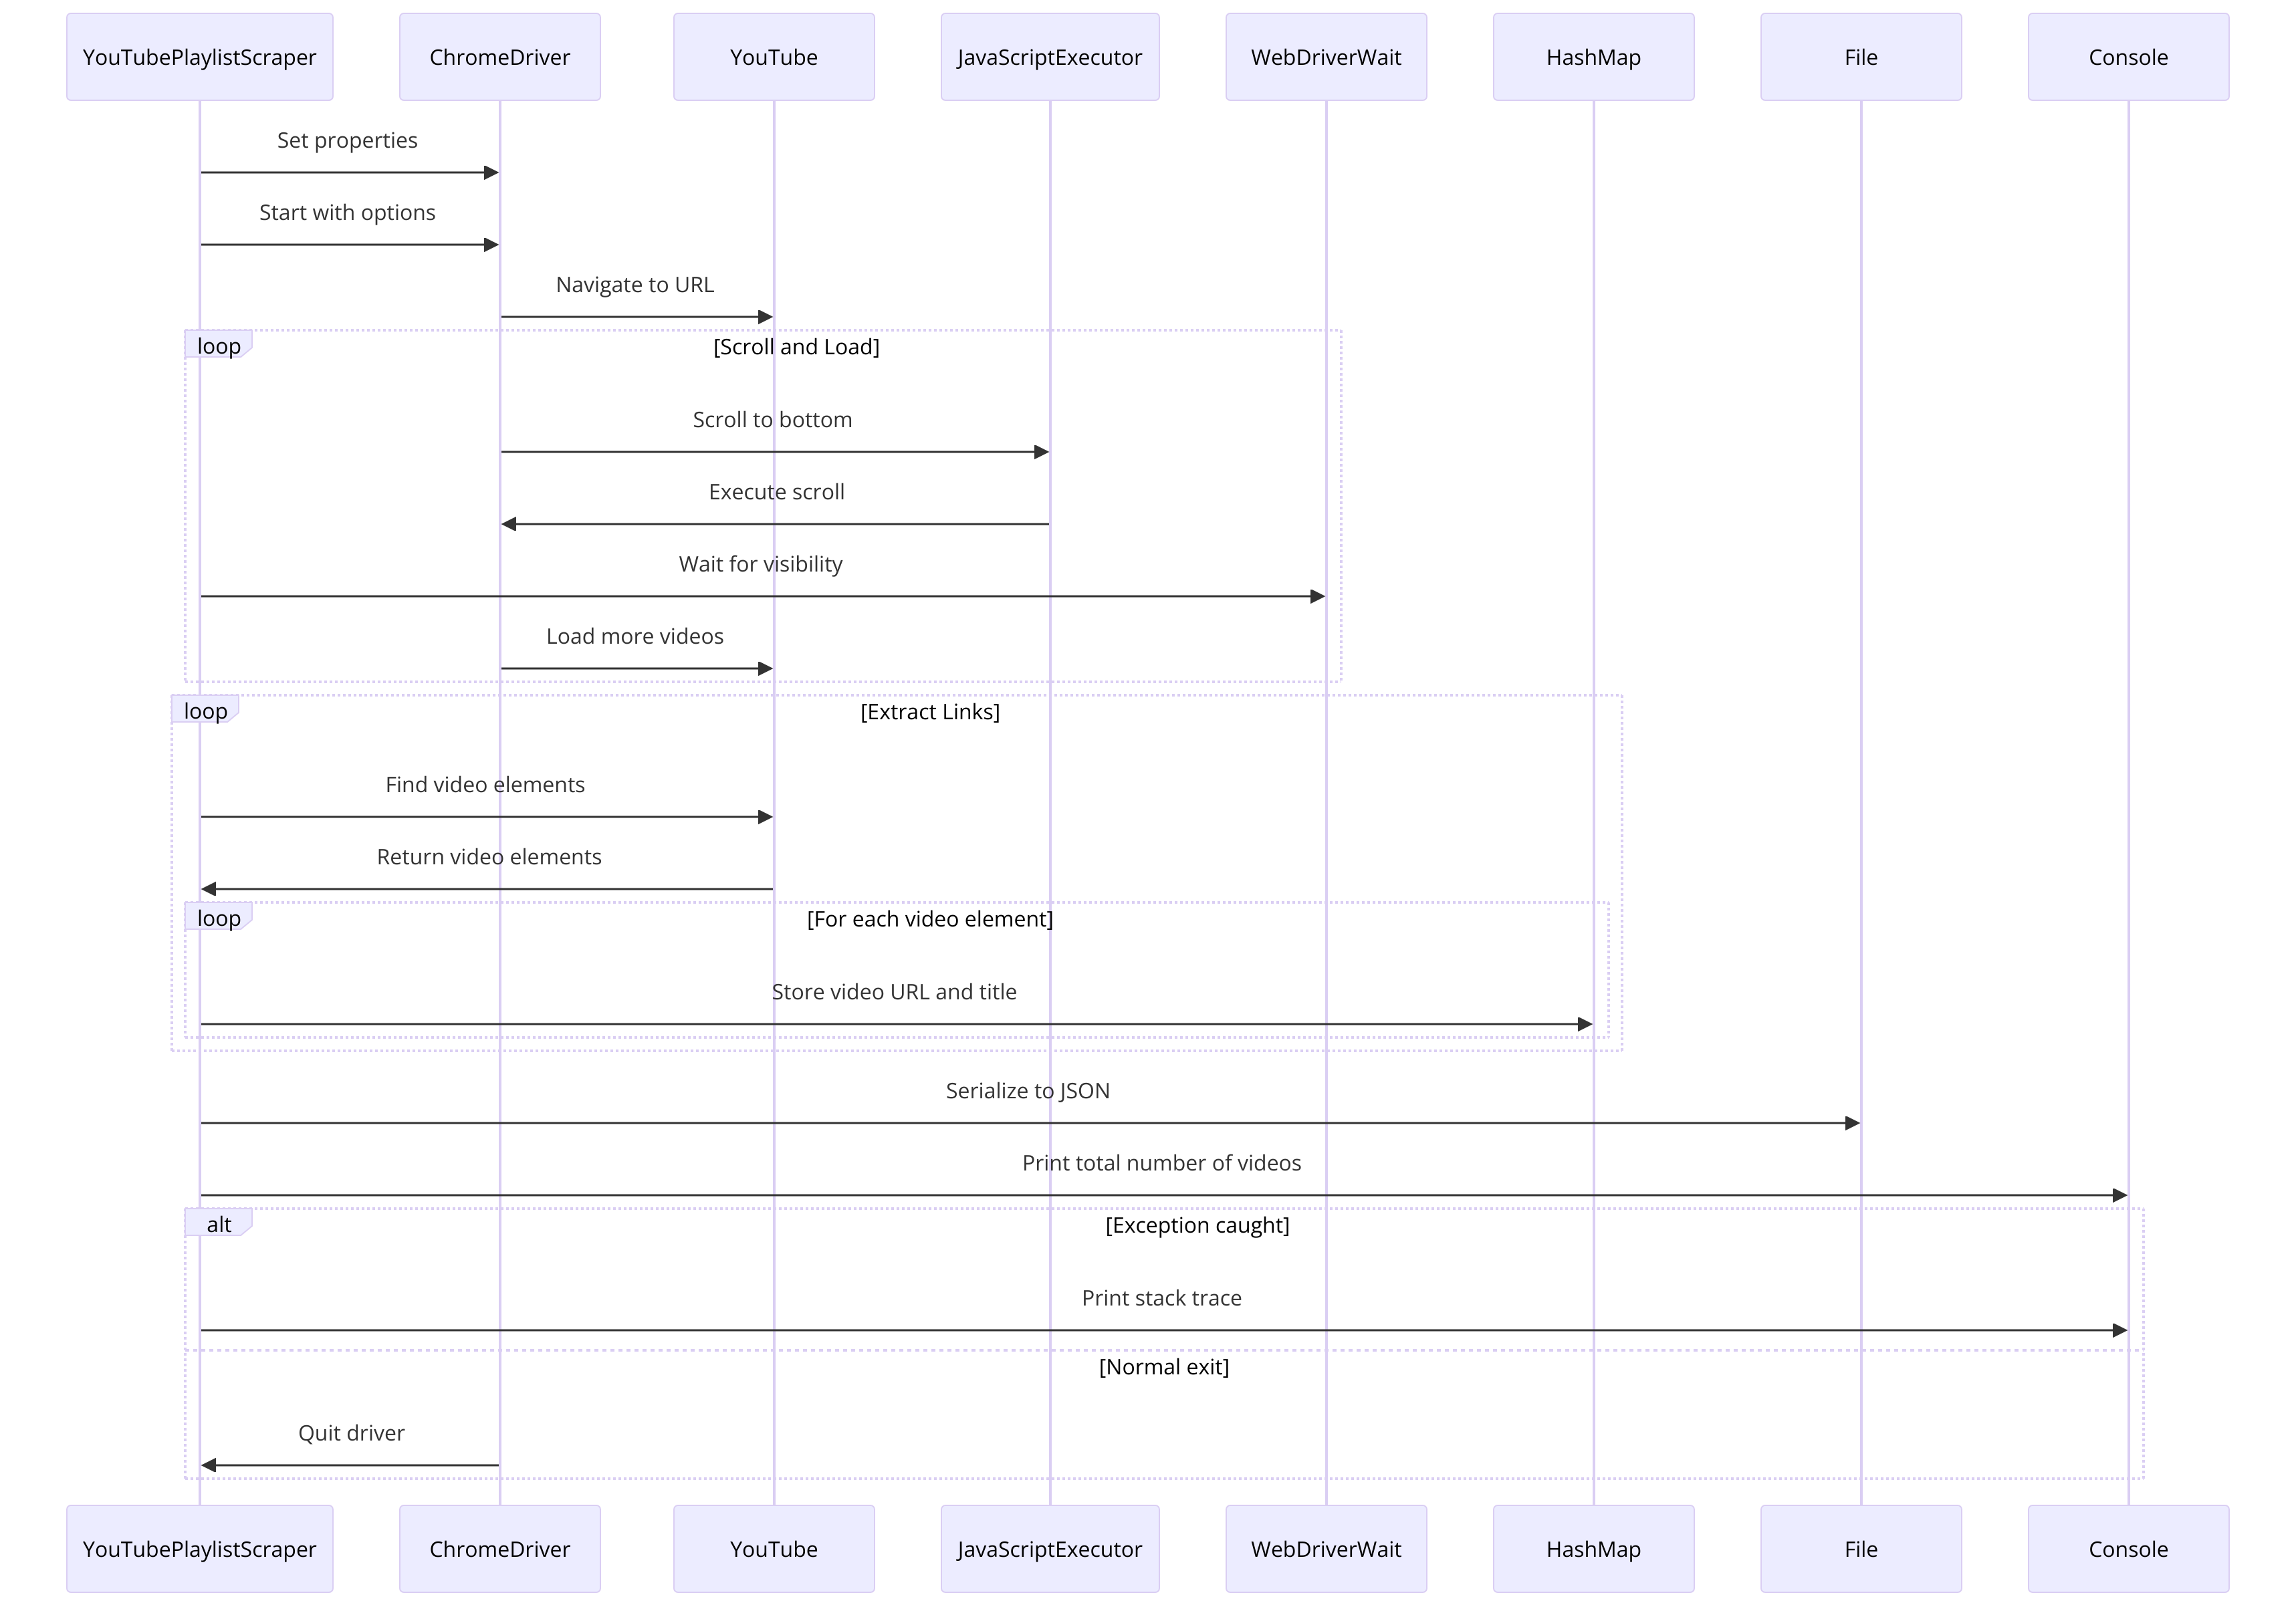 YouTubePlaylistScraper
ChromeDriver
YouTube
JavaScriptExecutor
WebDriverWait
HashMap
File
Console
Set properties
Start with options
Navigate to URL
loop
[Scroll and Load]
Scroll to bottom
Execute scroll
Wait for visibility
Load more videos
loop
[Extract Links]
Find video elements
Return video elements
loop
[For each video element]
Store video URL and title
Serialize to JSON
Print total number of videos
alt
[Exception caught]
Print stack trace
[Normal exit]
Quit driver
YouTubePlaylistScraper
ChromeDriver
YouTube
JavaScriptExecutor
WebDriverWait
HashMap
File
Console